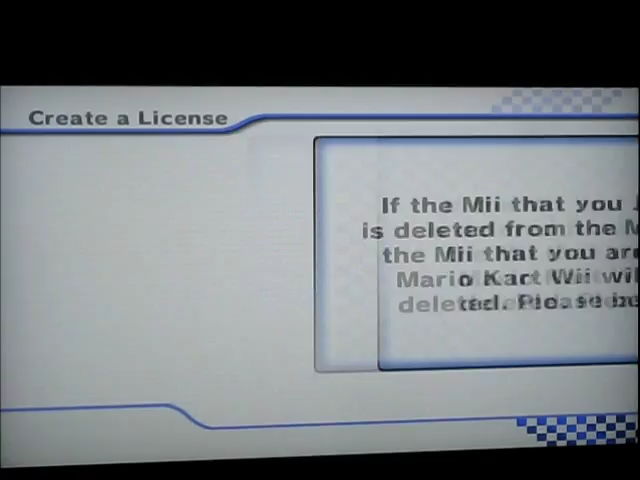 Create a License
If the Mii that you
is deleted from the
the Mii that you
Mario Kart Wii
deleted. Please